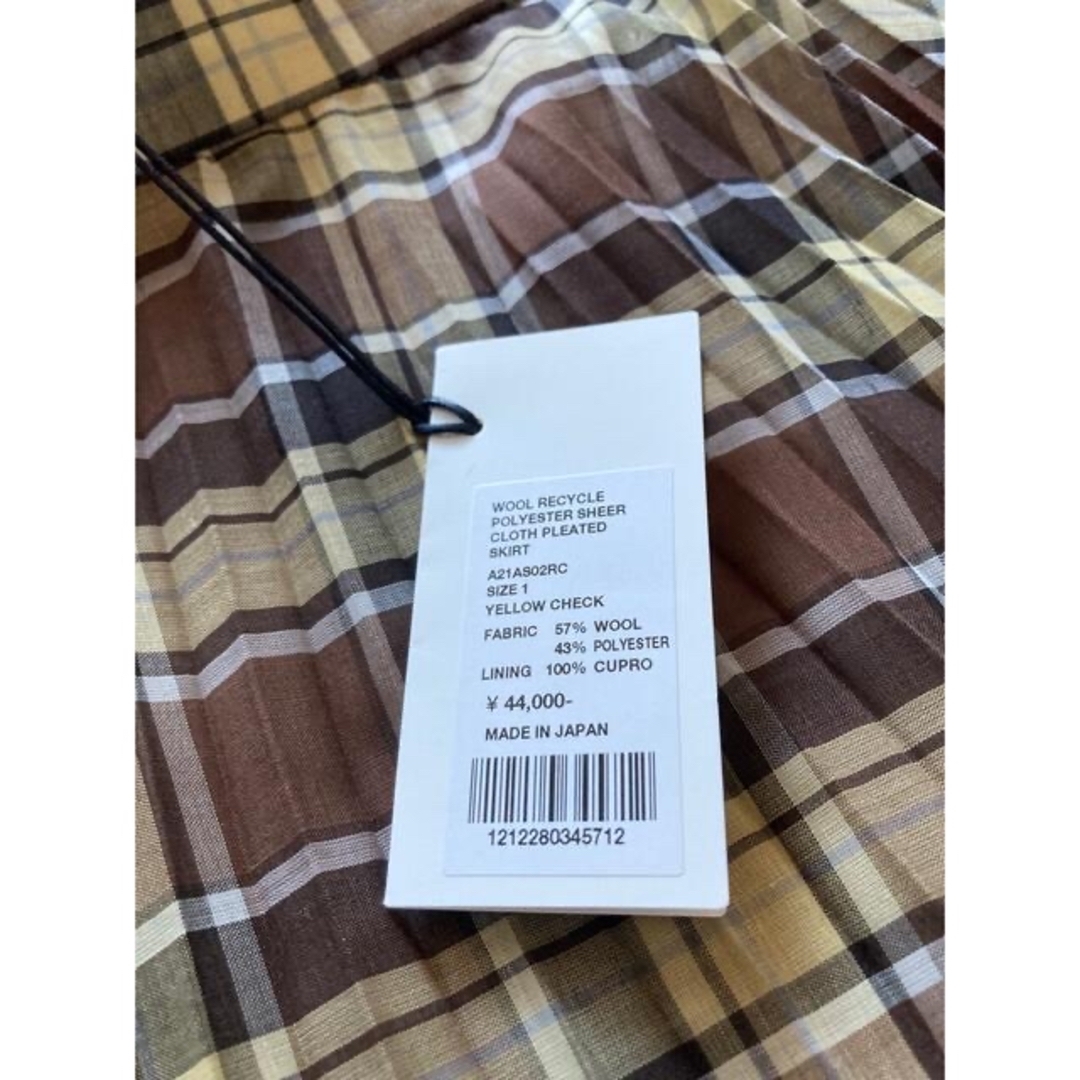 WOOL RECYCLE
POLYESTER SHEER
CLOTH PLEATED
SKIRT
A21AS02RC
SIZE 1
YELLOW CHECK
FABRIC 57% WOOL
43% POLYESTER
LINING 100% CUPRO
¥ 44,000-
MADE IN JAPAN
1212280345712